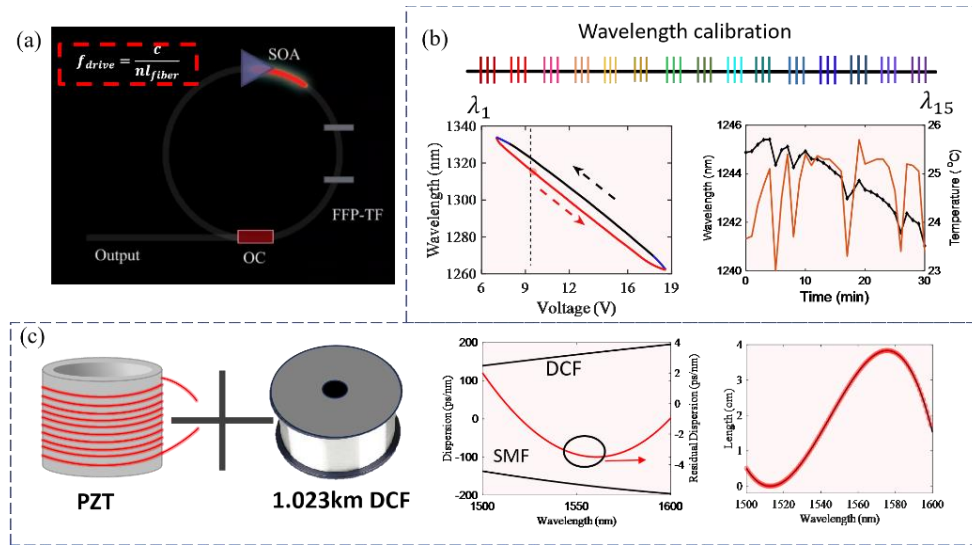 (a)
f_drive = c / nl_fiber
SOA
FFP-TF
Output
OC
(b)
Wavelength calibration
λ1
λ15
1340
1320
1300
1280
1260
Wavelength (nm)
6 9 12 15 19
Voltage (V)
1246
1244
1242
1240
Wavelength (nm)
26
25
24
23
Temperature (°C)
0 10 20 30
Time (min)
(c)
PZT
1.023km DCF
200
100
0
-100
-200
Dispersion (ps/nm)
DCF
SMF
4
2
0
-2
-4
Residual Dispersion (ps/nm)
1500 1550 1600
Wavelength (nm)
4
3
2
1
0
Length (cm)
1500 1520 1540 1560 1580 1600
Wavelength (nm)